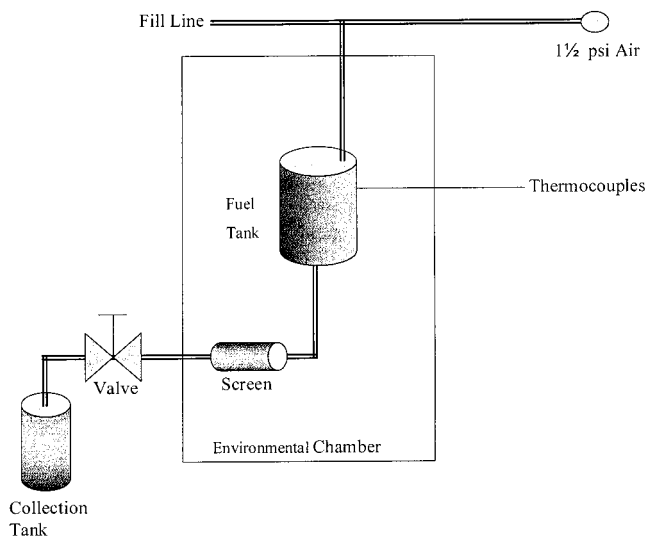 Fill Line
1½ psi Air
Thermocouples
Fuel
Tank
Valve
Screen
Environmental Chamber
Collection
Tank